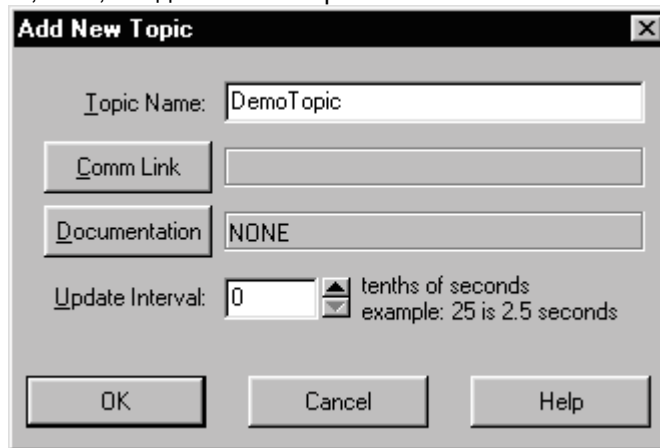 Add New Topic
Topic Name: DemoTopic
Comm Link
Documentation NONE
Update Interval: 0 tenths of seconds
example: 25 is 2.5 seconds
OK Cancel Help